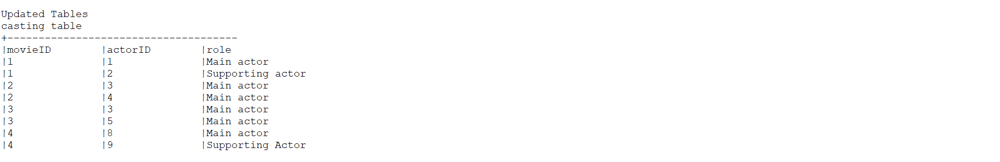 Updated Tables
casting table
+-------------------------------------
|movieID |actorID |role
|1 |1 |Main actor
|1 |2 |Supporting actor
|2 |3 |Main actor
|2 |4 |Main actor
|3 |3 |Main actor
|3 |5 |Main actor
|4 |8 |Main actor
|4 |9 |Supporting Actor